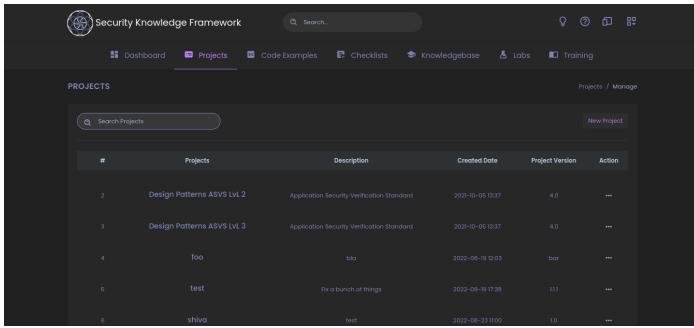 Security Knowledge Framework Search...
Dashboard Projects Code Examples Checklists Knowledgebase Labs Training
PROJECTS Projects / Manage
Search Projects New Project
# Projects Description Created Date Project Version Action
2 Design Patterns ASVS LvL 2 Application Security Verification Standard 2021-10-05 13:37 4.0 ...
3 Design Patterns ASVS LvL 3 Application Security Verification Standard 2021-10-05 13:37 4.0 ...
4 foo bla 2022-08-19 12:03 bar ...
5 test Fix a bunch of things 2022-08-19 17:38 1.1.1 ...
6 shiva test 2022-08-23 11:00 1.0 ...